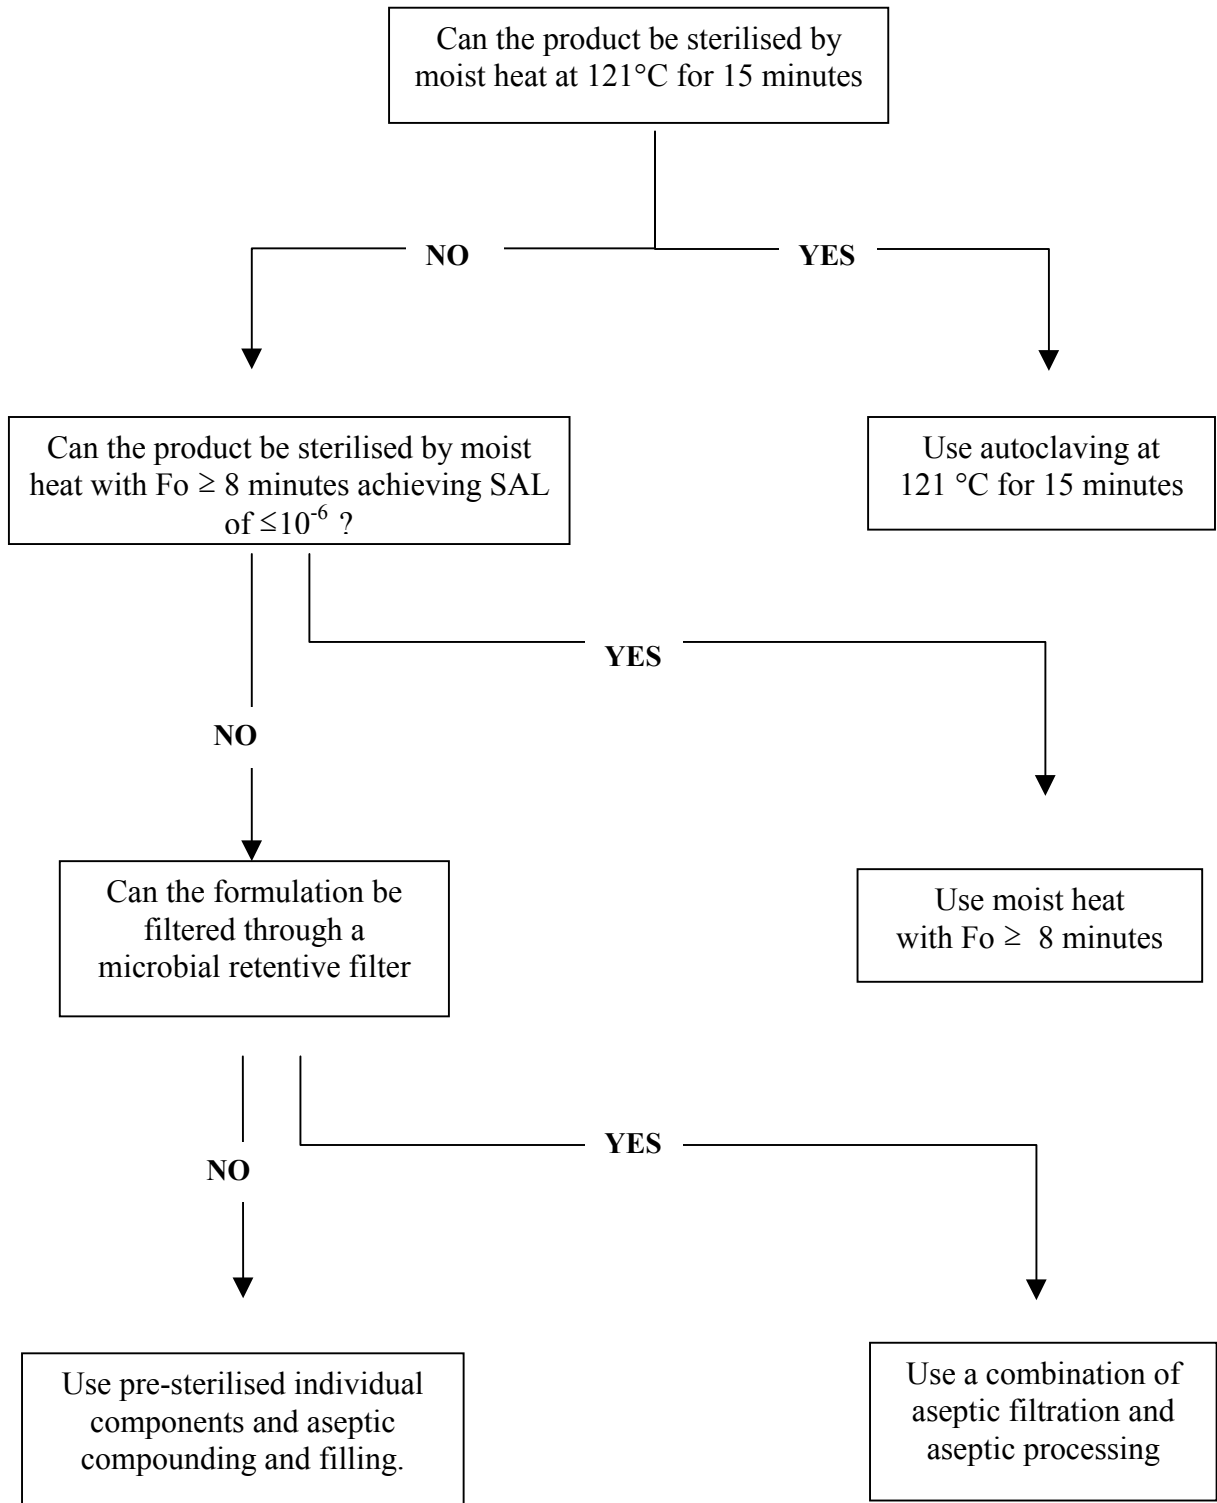 Can the product be sterilised by
moist heat at 121°C for 15 minutes
NO
YES
Can the product be sterilised by moist
heat with Fo ≥ 8 minutes achieving SAL
of ≤10⁻⁶ ?
Use autoclaving at
121 °C for 15 minutes
YES
NO
Can the formulation be
filtered through a
microbial retentive filter
Use moist heat
with Fo ≥ 8 minutes
YES
NO
Use pre-sterilised individual
components and aseptic
compounding and filling.
Use a combination of
aseptic filtration and
aseptic processing